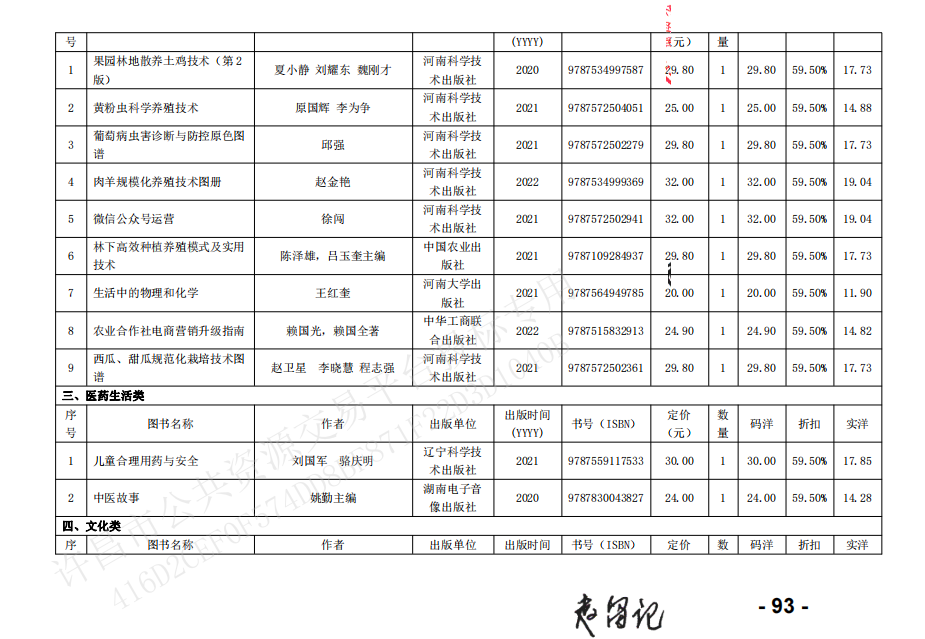 号 (YYYY) （元） 量
1 果园林地散养土鸡技术（第2版） 夏小静 刘耀东 魏刚才 河南科学技术出版社 2020 9787534997587 29.80 1 29.80 59.50% 17.73
2 黄粉虫科学养殖技术 原国辉 李为争 河南科学技术出版社 2021 9787572504051 25.00 1 25.00 59.50% 14.88
3 葡萄病虫害诊断与防控原色图谱 邱强 河南科学技术出版社 2021 9787572502279 29.80 1 29.80 59.50% 17.73
4 肉羊规模化养殖技术图册 赵金艳 河南科学技术出版社 2022 9787534999369 32.00 1 32.00 59.50% 19.04
5 微信公众号运营 徐闯 河南科学技术出版社 2021 9787572502941 32.00 1 32.00 59.50% 19.04
6 林下高效种植养殖模式及实用技术 陈泽雄，吕玉奎主编 中国农业出版社 2021 9787109284937 29.80 1 29.80 59.50% 17.73
7 生活中的物理和化学 王红奎 河南大学出版社 2021 9787564949785 20.00 1 20.00 59.50% 11.90
8 农业合作社电商营销升级指南 赖国光，赖国全著 中华工商联合出版社 2022 9787515832913 24.90 1 24.90 59.50% 14.82
9 西瓜、甜瓜规范化栽培技术图谱 赵卫星 李晓慧 程志强 河南科学技术出版社 2021 9787572502361 29.80 1 29.80 59.50% 17.73
三、医药生活类
序号 图书名称 作者 出版单位 出版时间(YYYY) 书号（ISBN） 定价（元） 数量 码洋 折扣 实洋
1 儿童合理用药与安全 刘国军 骆庆明 辽宁科学技术出版社 2021 9787559117533 30.00 1 30.00 59.50% 17.85
2 中医故事 姚勤主编 湖南电子音像出版社 2020 9787830043827 24.00 1 24.00 59.50% 14.28
四、文化类
序 图书名称 作者 出版单位 出版时间 书号（ISBN） 定价 数 码洋 折扣 实洋
- 93 -